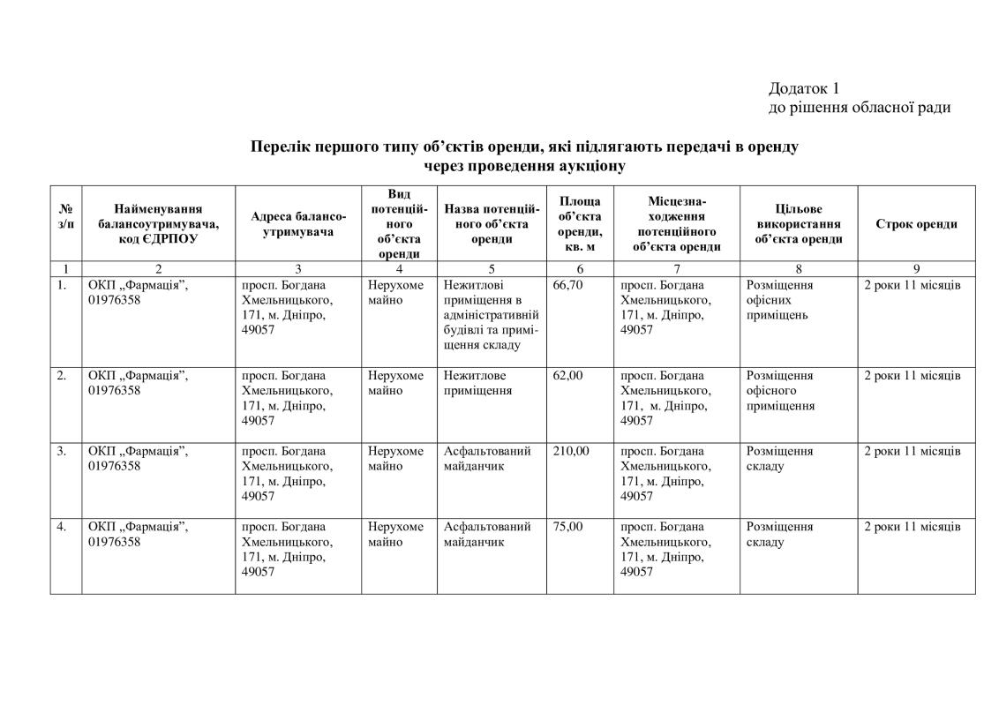 Додаток 1
до рішення обласної ради
Перелік першого типу об’єктів оренди, які підлягають передачі в оренду
через проведення аукціону
№
з/п
Найменування
балансоутримувача,
код ЄДРПОУ
Адреса балансо-
утримувача
Вид
потенцій-
ного
об’єкта
оренди
Назва потенцій-
ного об’єкта
оренди
Площа
об’єкта
оренди,
кв. м
Місцезна-
ходження
потенційного
об’єкта оренди
Цільове
використання
об’єкта оренди
Строк оренди
1
2
3
4
5
6
7
8
9
1.
ОКП „Фармація”,
01976358
просп. Богдана
Хмельницького,
171, м. Дніпро,
49057
Нерухоме
майно
Нежитлові
приміщення в
адміністративній
будівлі та примі-
щення складу
66,70
просп. Богдана
Хмельницького,
171, м. Дніпро,
49057
Розміщення
офісних
приміщень
2 роки 11 місяців
2.
ОКП „Фармація”,
01976358
просп. Богдана
Хмельницького,
171, м. Дніпро,
49057
Нерухоме
майно
Нежитлове
приміщення
62,00
просп. Богдана
Хмельницького,
171,  м. Дніпро,
49057
Розміщення
офісного
приміщення
2 роки 11 місяців
3.
ОКП „Фармація”,
01976358
просп. Богдана
Хмельницького,
171, м. Дніпро,
49057
Нерухоме
майно
Асфальтований
майданчик
210,00
просп. Богдана
Хмельницького,
171, м. Дніпро,
49057
Розміщення
складу
2 роки 11 місяців
4.
ОКП „Фармація”,
01976358
просп. Богдана
Хмельницького,
171, м. Дніпро,
49057
Нерухоме
майно
Асфальтований
майданчик
75,00
просп. Богдана
Хмельницького,
171, м. Дніпро,
49057
Розміщення
складу
2 роки 11 місяців